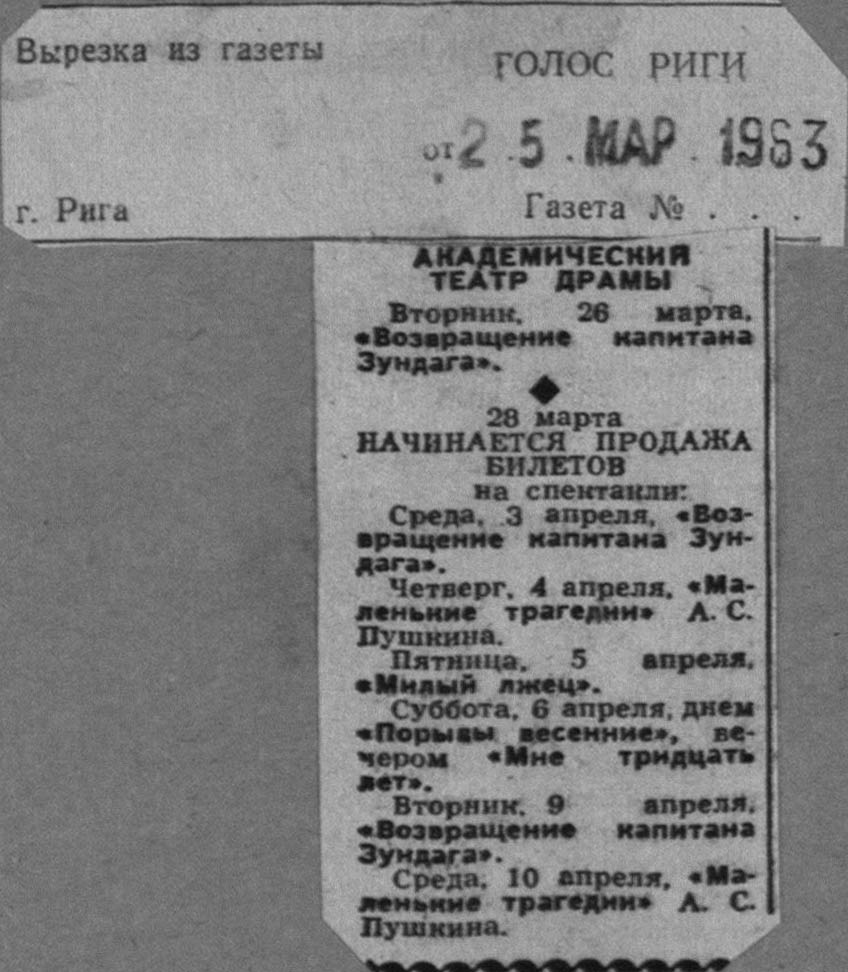 Вырезка из газеты
ГОЛОС РИГИ
от 25. МАР. 1963
г. Рига
Газета № . . .
АКАДЕМИЧЕСКИЙ
ТЕАТР ДРАМЫ
Вторник, 26 марта,
«Возвращение капитана
Зундага».
28 марта
НАЧИНАЕТСЯ ПРОДАЖА
БИЛЕТОВ
на спектакли:
Среда, 3 апреля, «Воз-
вращение капитана Зун-
дага».
Четверг, 4 апреля, «Ма-
ленькие трагедии» А. С.
Пушкина.
Пятница, 5 апреля,
«Милый лжец».
Суббота, 6 апреля, днем
«Порывы весенние», ве-
чером «Мне тридцать
лет».
Вторник, 9 апреля,
«Возвращение капитана
Зундага».
Среда, 10 апреля, «Ма-
ленькие трагедии» А. С.
Пушкина.